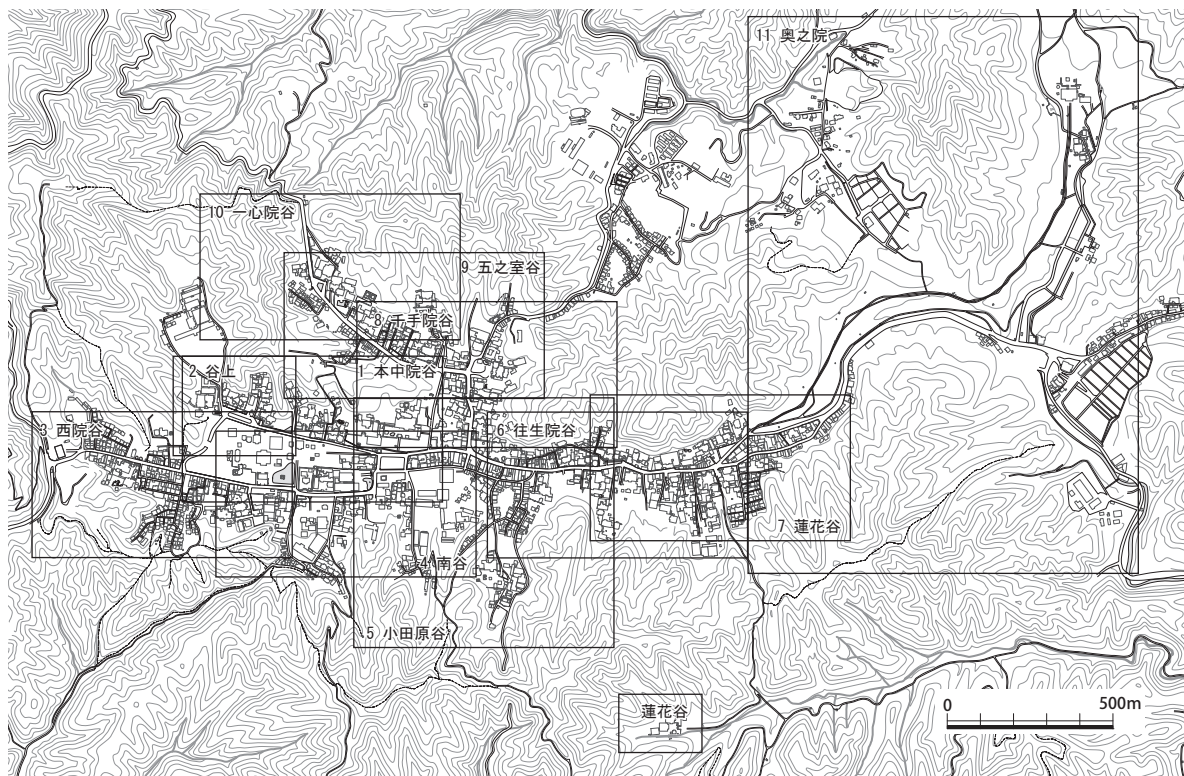 11 奥之院
10 一心院谷
9 五之室谷
8 千手院谷
1 本中院谷
2 谷上
3 西院谷
6 往生院谷
7 蓮花谷
4 南谷
5 小田原谷
蓮花谷
0 500m